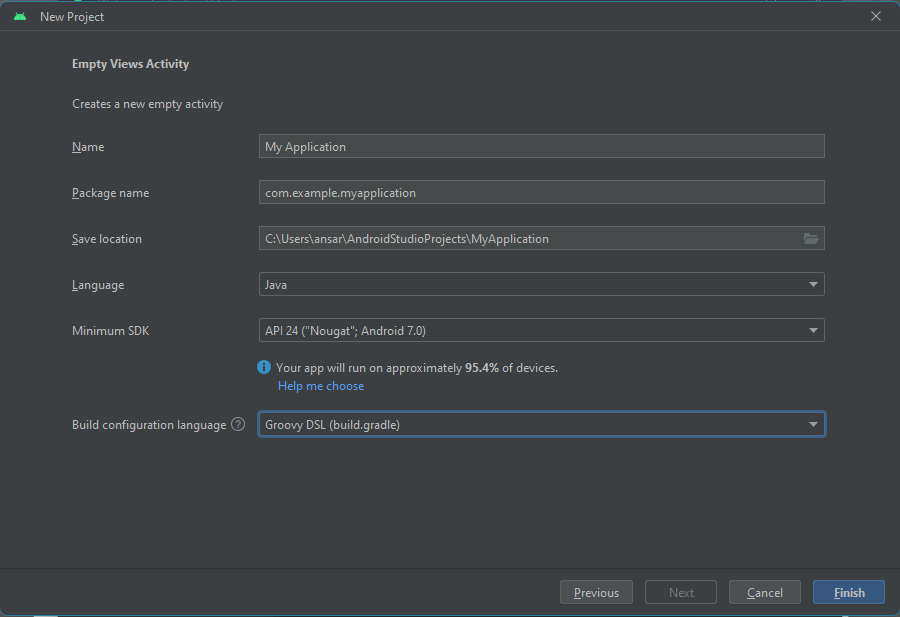 New Project
Empty Views Activity
Creates a new empty activity
Name My Application
Package name com.example.myapplication
Save location C:\Users\ansar\AndroidStudioProjects\MyApplication
Language Java
Minimum SDK API 24 ("Nougat"; Android 7.0)
Your app will run on approximately 95.4% of devices.
Help me choose
Build configuration language ? Groovy DSL (build.gradle)
Previous Next Cancel Finish